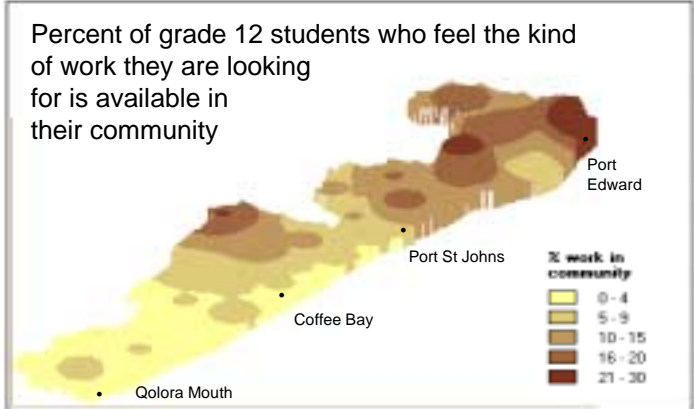 Percent of grade 12 students who feel the kind
of work they are looking
for is available in
their community
Port
Edward
Port St Johns
Coffee Bay
Qolora Mouth
% work in
community
0 - 4
5 - 9
10 - 15
16 - 20
21 - 30